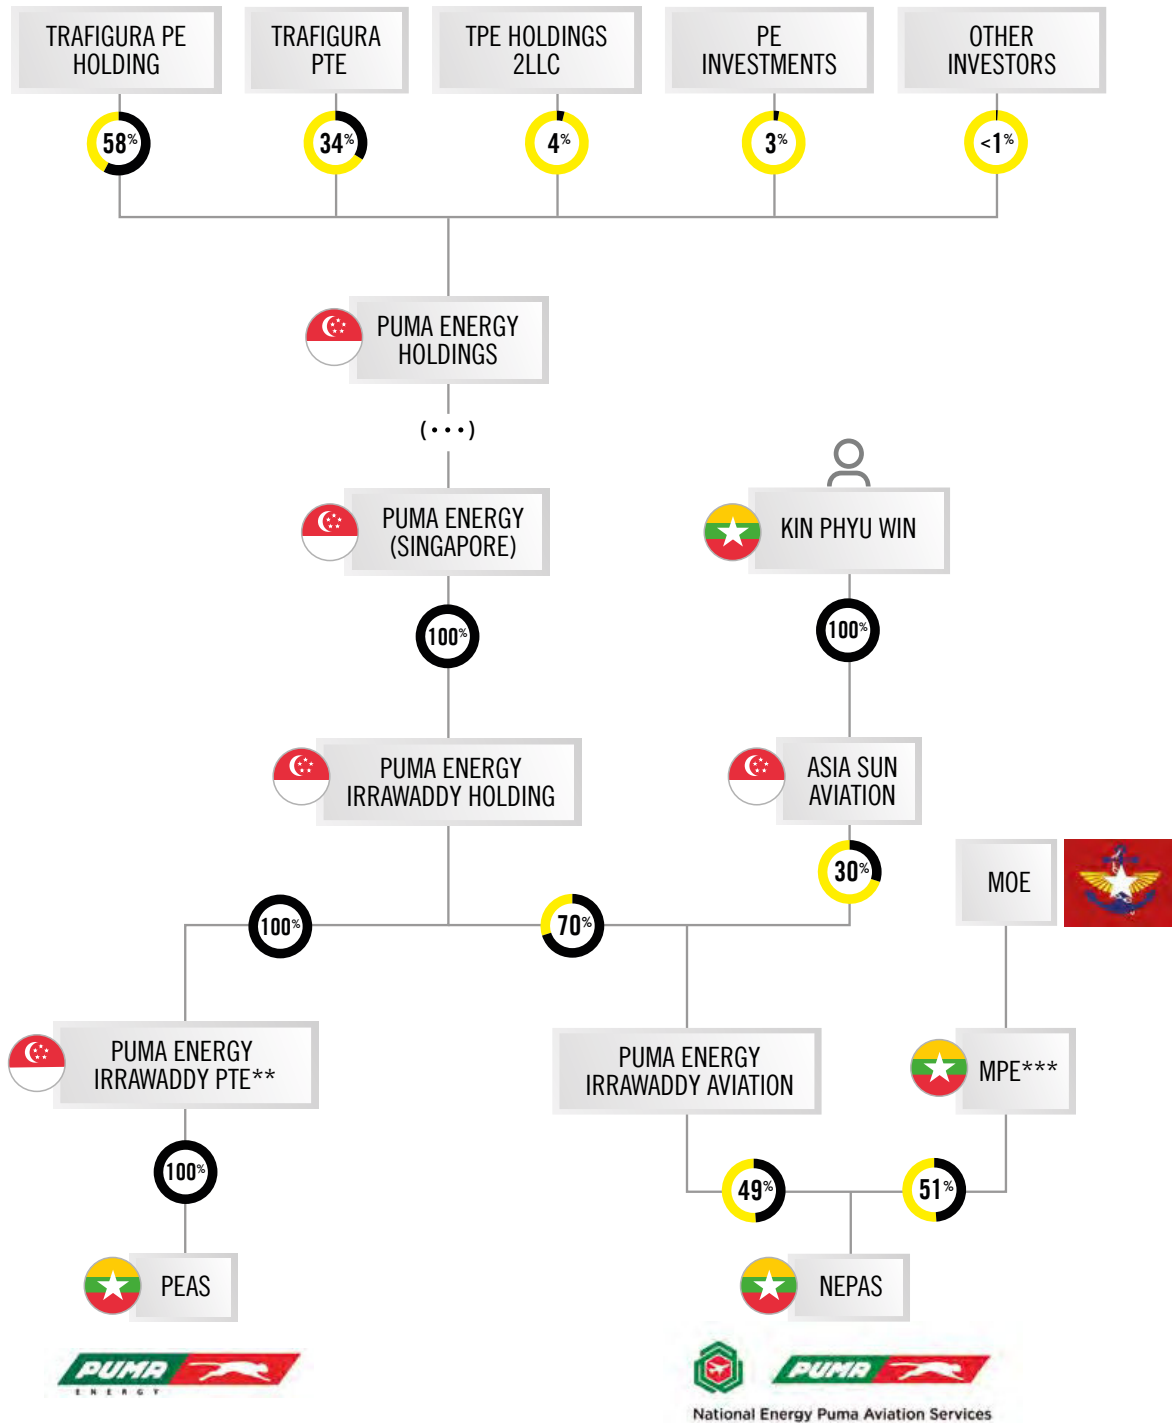 TRAFIGURA PE
HOLDING
TRAFIGURA
PTE
TPE HOLDINGS
2LLC
PE
INVESTMENTS
OTHER
INVESTORS
58%
34%
4%
3%
<1%
PUMA ENERGY
HOLDINGS
(···)
PUMA ENERGY
(SINGAPORE)
KIN PHYU WIN
100%
100%
PUMA ENERGY
IRRAWADDY HOLDING
ASIA SUN
AVIATION
30%
MOE
100%
70%
PUMA ENERGY
IRRAWADDY PTE**
PUMA ENERGY
IRRAWADDY AVIATION
MPE***
100%
49%
51%
PEAS
NEPAS
PUMA
ENERGY
PUMA
National Energy Puma Aviation Services